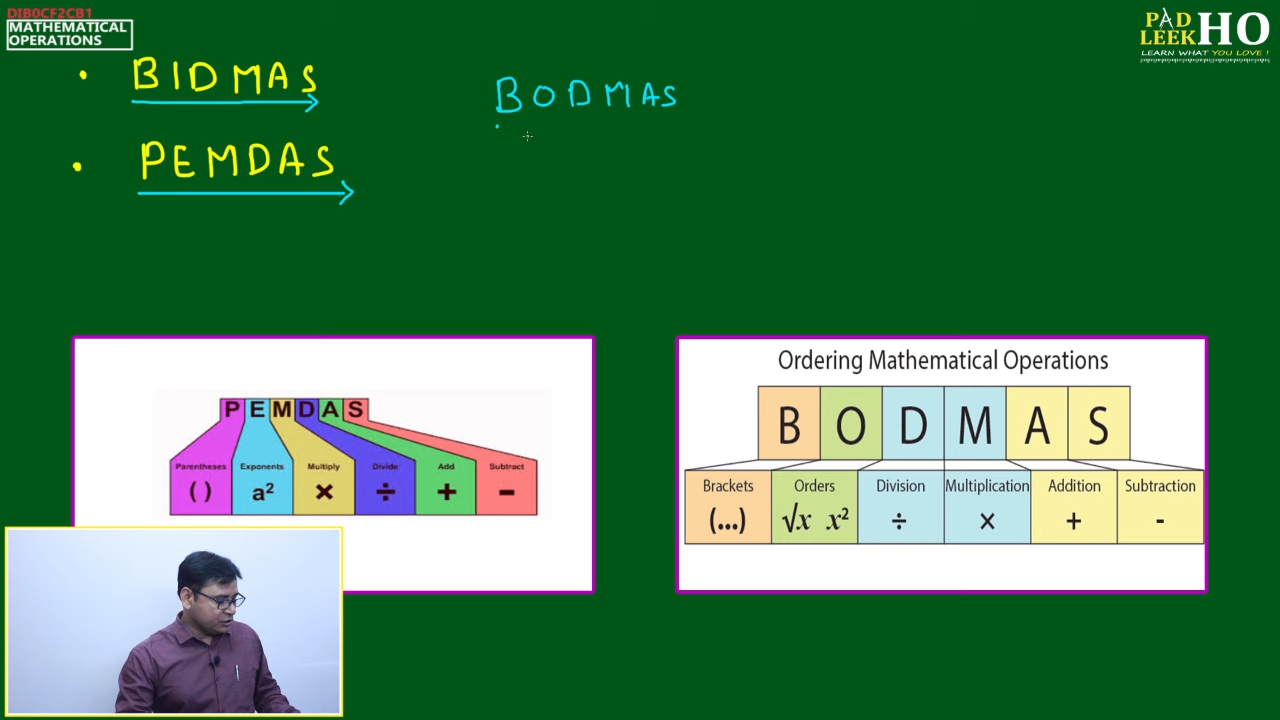 DIB0CF2CB1
MATHEMATICAL
OPERATIONS
PAD
LEEK HO
LEARN WHAT YOU LOVE !
• BIDMAS
BODMAS
• PEMDAS
PEMDAS
Parentheses Exponents Multiply Divide Add Subtract
( ) a² × ÷ + −
Ordering Mathematical Operations
B O D M A S
Brackets Orders Division Multiplication Addition Subtraction
(...) √x x² ÷ × + -